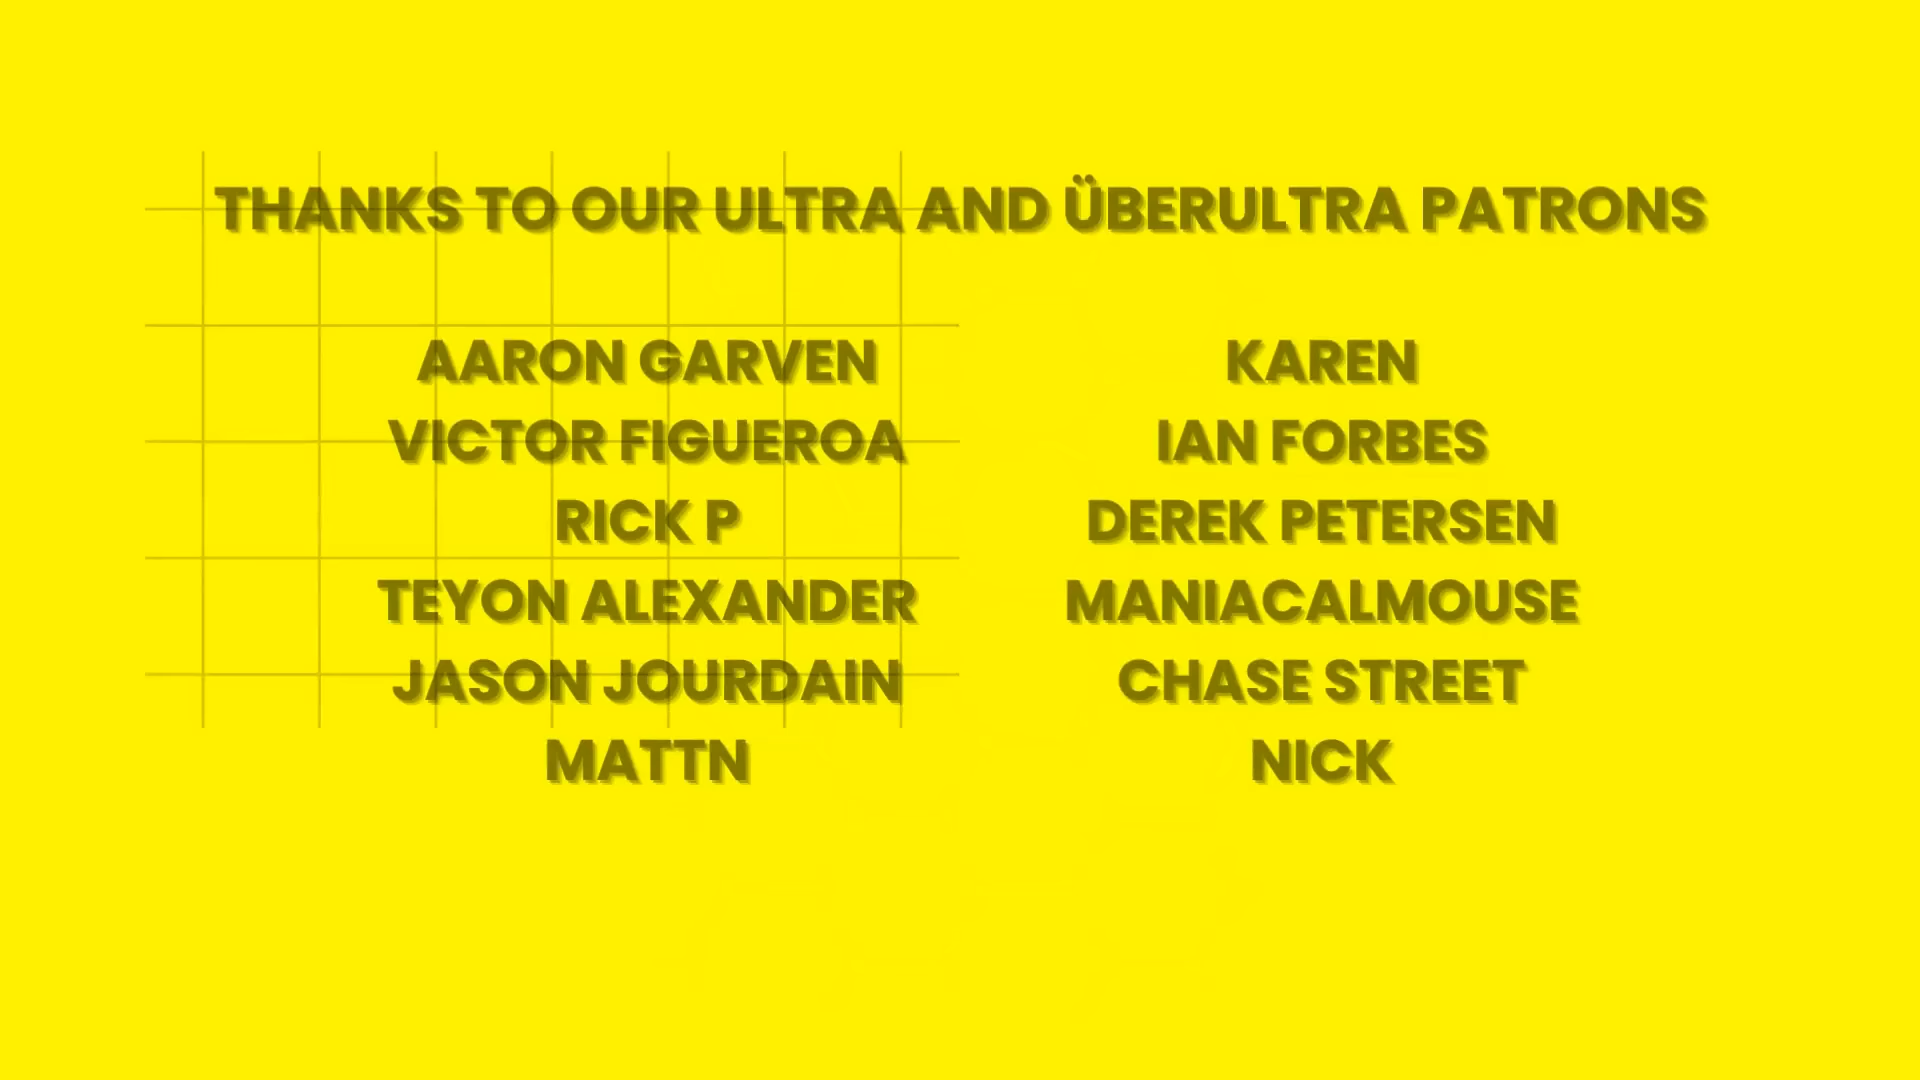 THANKS TO OUR ULTRA AND ÜBERULTRA PATRONS
AARON GARVEN
VICTOR FIGUEROA
RICK P
TEYON ALEXANDER
JASON JOURDAIN
MATTN
KAREN
IAN FORBES
DEREK PETERSEN
MANIACALMOUSE
CHASE STREET
NICK